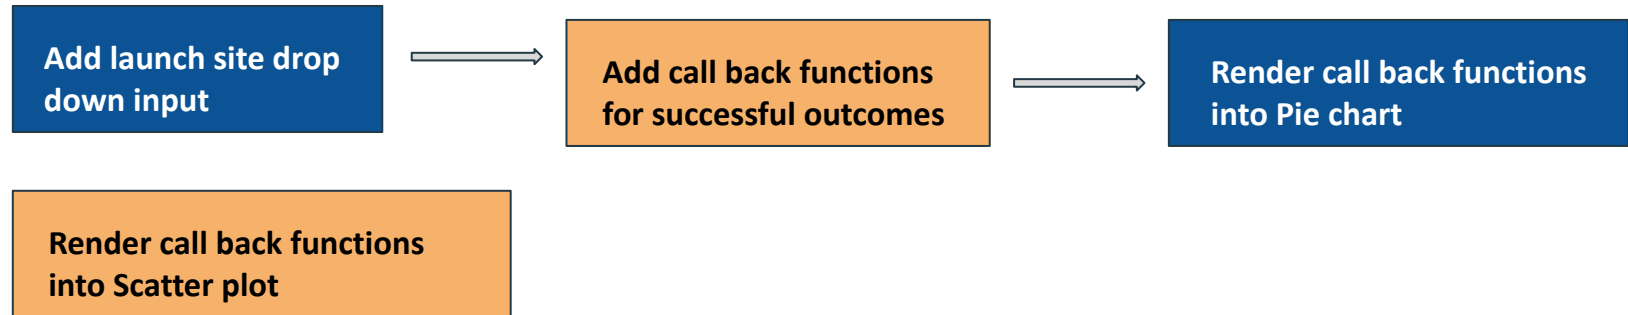 Add launch site drop
down input
Add call back functions
for successful outcomes
Render call back functions
into Pie chart
Render call back functions
into Scatter plot